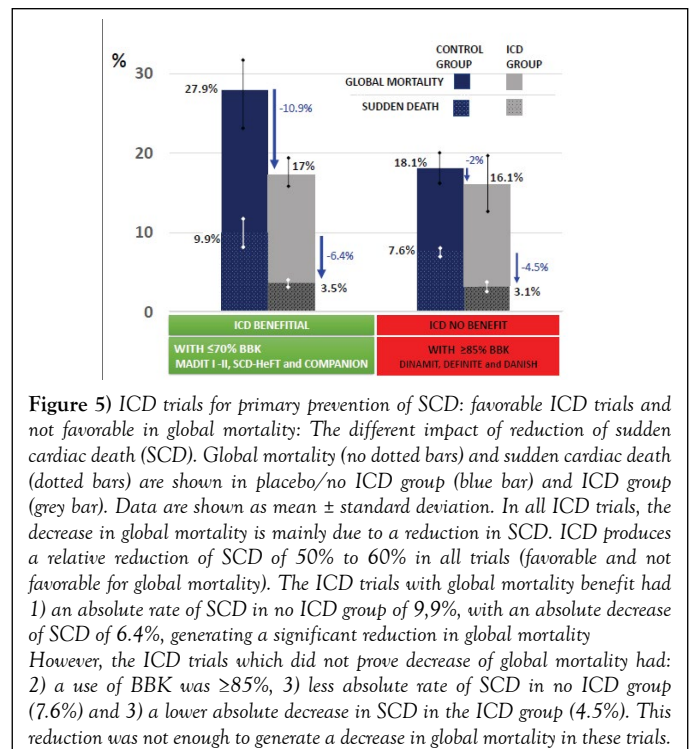 %
CONTROL GROUP
ICD GROUP
GLOBAL MORTALITY
SUDDEN DEATH
30
20
10
0
27.9%
-10.9%
17%
9.9%
-6.4%
3.5%
18.1%
-2%
16.1%
7.6%
-4.5%
3.1%
ICD BENEFITIAL
WITH ≤70% BBK
MADIT I -II, SCD-HeFT and COMPANION
ICD NO BENEFIT
WITH ≥85% BBK
DINAMIT, DEFINITE and DANISH
Figure 5) ICD trials for primary prevention of SCD: favorable ICD trials and
not favorable in global mortality: The different impact of reduction of sudden
cardiac death (SCD). Global mortality (no dotted bars) and sudden cardiac death
(dotted bars) are shown in placebo/no ICD group (blue bar) and ICD group
(grey bar). Data are shown as mean ± standard deviation. In all ICD trials, the
decrease in global mortality is mainly due to a reduction in SCD. ICD produces
a relative reduction of SCD of 50% to 60% in all trials (favorable and not
favorable for global mortality). The ICD trials with global mortality benefit had
1) an absolute rate of SCD in no ICD group of 9,9%, with an absolute decrease
of SCD of 6.4%, generating a significant reduction in global mortality
However, the ICD trials which did not prove decrease of global mortality had:
2) a use of BBK was ≥85%, 3) less absolute rate of SCD in no ICD group
(7.6%) and 3) a lower absolute decrease in SCD in the ICD group (4.5%). This
reduction was not enough to generate a decrease in global mortality in these trials.